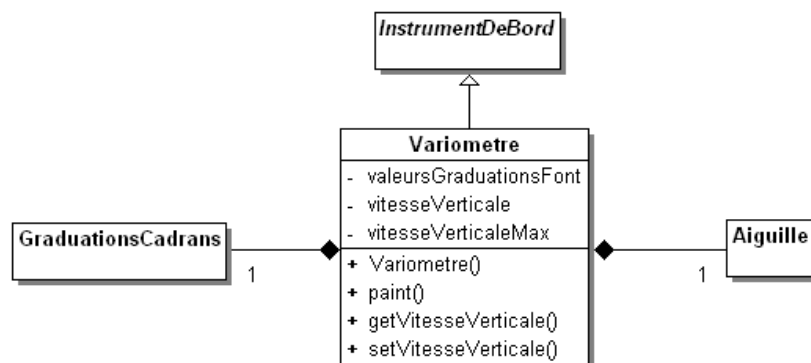 InstrumentDeBord
Variometre
- valeursGraduationsFont
- vitesseVerticale
- vitesseVerticaleMax
GraduationsCadrans
1
+ Variometre()
+ paint()
+ getVitesseVerticale()
+ setVitesseVerticale()
Aiguille
1